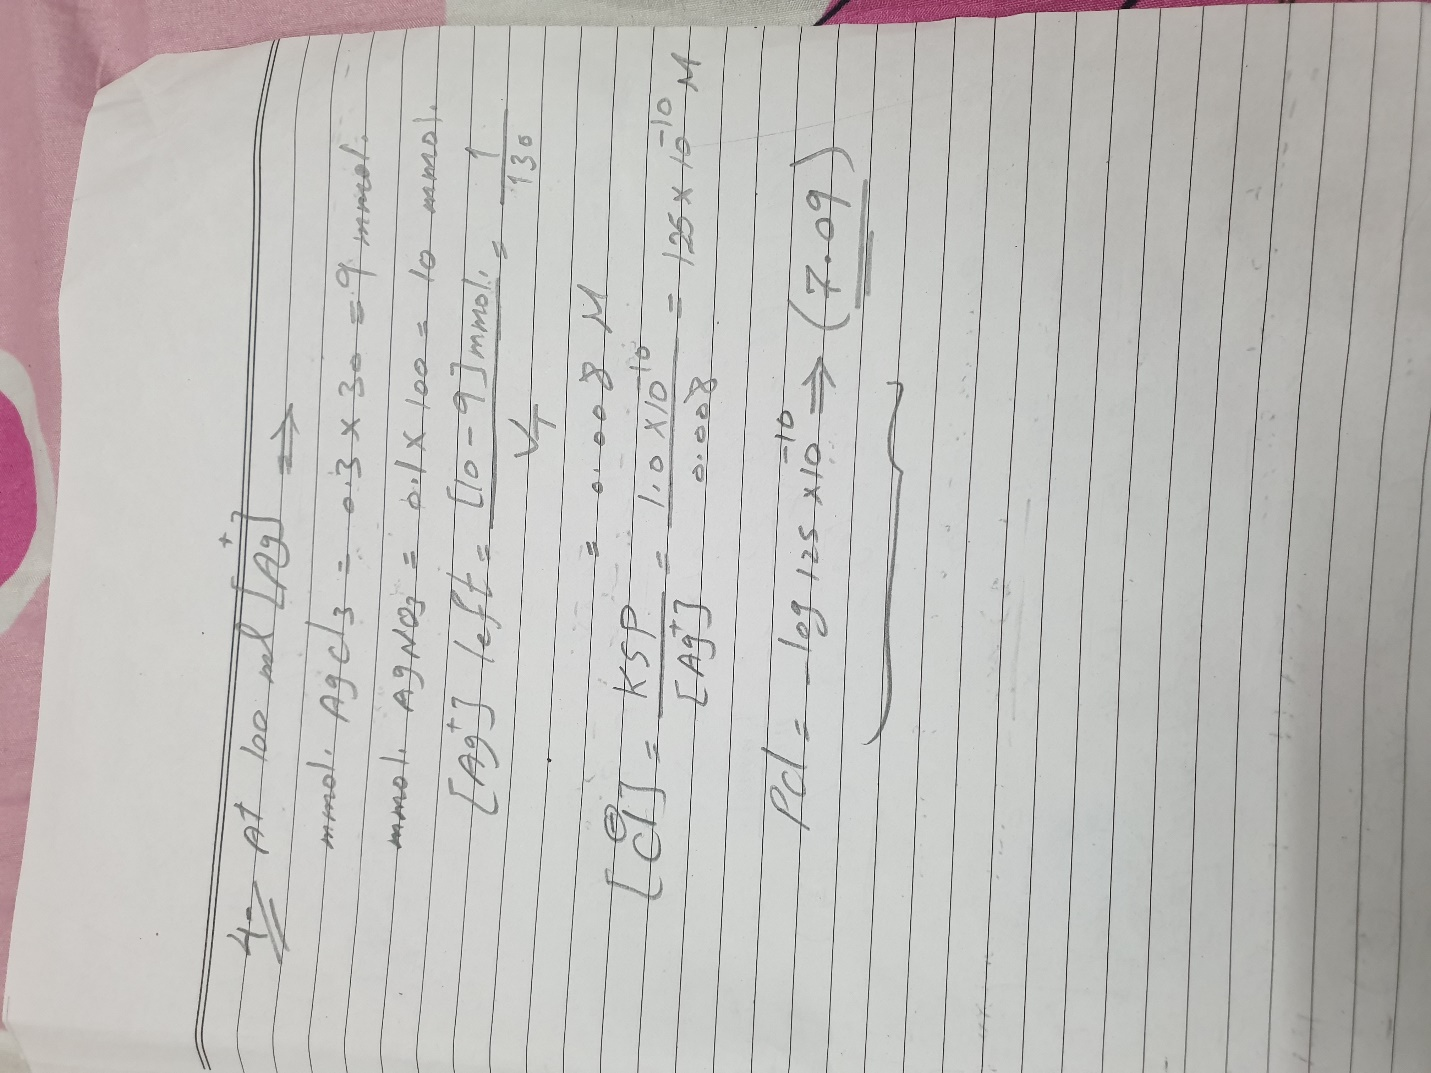 4- At 100 ml [Ag⁺] ⇒
mmol. AgCl3 = 0.3 × 30 = 9 mmol.
mmol. AgNO3 = 0.1 × 100 = 10 mmol.
[Ag⁺] left = [10 - 9] mmol. / VT = 1 / 130
= 0.008 M
[Cl⊖] = KSP / [Ag⁺] = 1.0 × 10¹⁰ / 0.008 = 125 × 10⁻¹⁰ M
Pcl = - log 125 × 10⁻¹⁰ ⇒ (7.09)